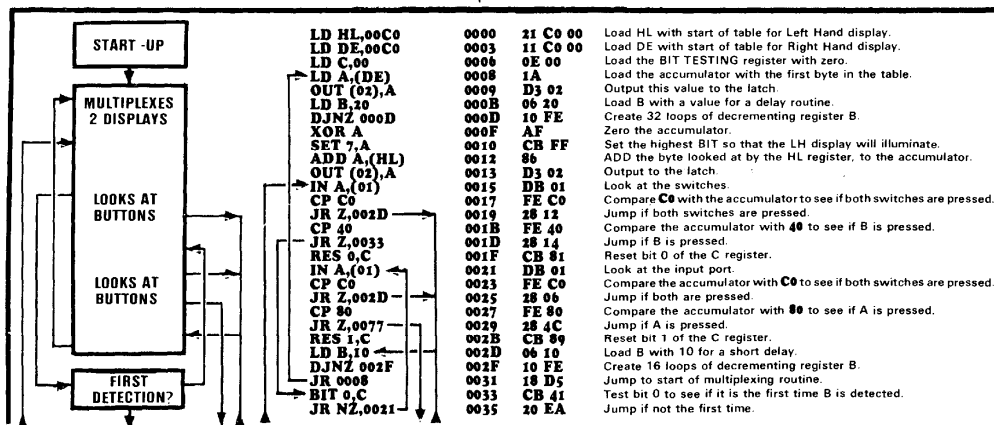 START -UP
MULTIPLEXES
2 DISPLAYS
LOOKS AT
BUTTONS
LOOKS AT
BUTTONS
FIRST
DETECTION?
LD HL,00C0 0000 21 C0 00 Load HL with start of table for Left Hand display.
LD DE,00C0 0003 11 C0 00 Load DE with start of table for Right Hand display.
LD C,00 0006 0E 00 Load the BIT TESTING register with zero.
LD A,(DE) 0008 1A Load the accumulator with the first byte in the table.
OUT (02),A 0009 D3 02 Output this value to the latch.
LD B,20 000B 06 20 Load B with a value for a delay routine.
DJNZ 000D 000D 10 FE Create 32 loops of decrementing register B.
XOR A 000F AF Zero the accumulator.
SET 7,A 0010 CB FF Set the highest BIT so that the LH display will illuminate.
ADD A,(HL) 0012 86 ADD the byte looked at by the HL register, to the accumulator.
OUT (02),A 0013 D3 02 Output to the latch.
IN A,(01) 0015 DB 01 Look at the switches.
CP C0 0017 FE C0 Compare C0 with the accumulator to see if both switches are pressed.
JR Z,002D 0019 28 12 Jump if both switches are pressed.
CP 40 001B FE 40 Compare the accumulator with 40 to see if B is pressed.
JR Z,0033 001D 28 14 Jump if B is pressed.
RES 0,C 001F CB 81 Reset bit 0 of the C register.
IN A,(01) 0021 DB 01 Look at the input port.
CP C0 0023 FE C0 Compare the accumulator with C0 to see if both switches are pressed.
JR Z,002D 0025 28 06 Jump if both are pressed.
CP 80 0027 FE 80 Compare the accumulator with 80 to see if A is pressed.
JR Z,0077 0029 28 4C Jump if A is pressed.
RES 1,C 002B CB 89 Reset bit 1 of the C register.
LD B,10 002D 06 10 Load B with 10 for a short delay.
DJNZ 002F 002F 10 FE Create 16 loops of decrementing register B.
JR 0008 0031 18 D5 Jump to start of multiplexing routine.
BIT 0,C 0033 CB 41 Test bit 0 to see if it is the first time B is detected.
JR NZ,0021 0035 20 EA Jump if not the first time.